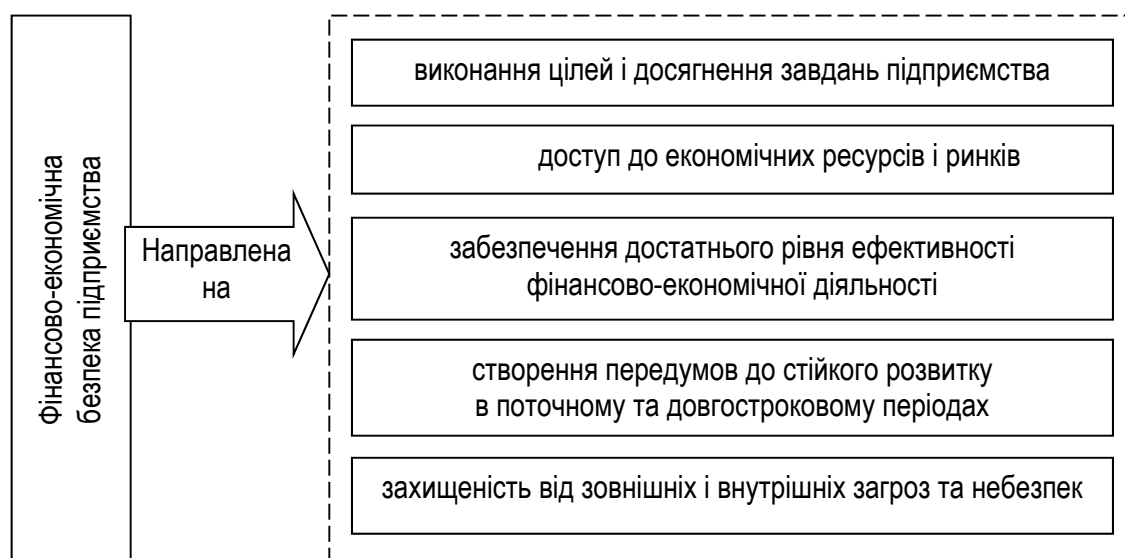 Фінансово-економічна
безпека підприємства
Направлена
на
виконання цілей і досягнення завдань підприємства
доступ до економічних ресурсів і ринків
забезпечення достатнього рівня ефективності
фінансово-економічної діяльності
створення передумов до стійкого розвитку
в поточному та довгостроковому періодах
захищеність від зовнішніх і внутрішніх загроз та небезпек